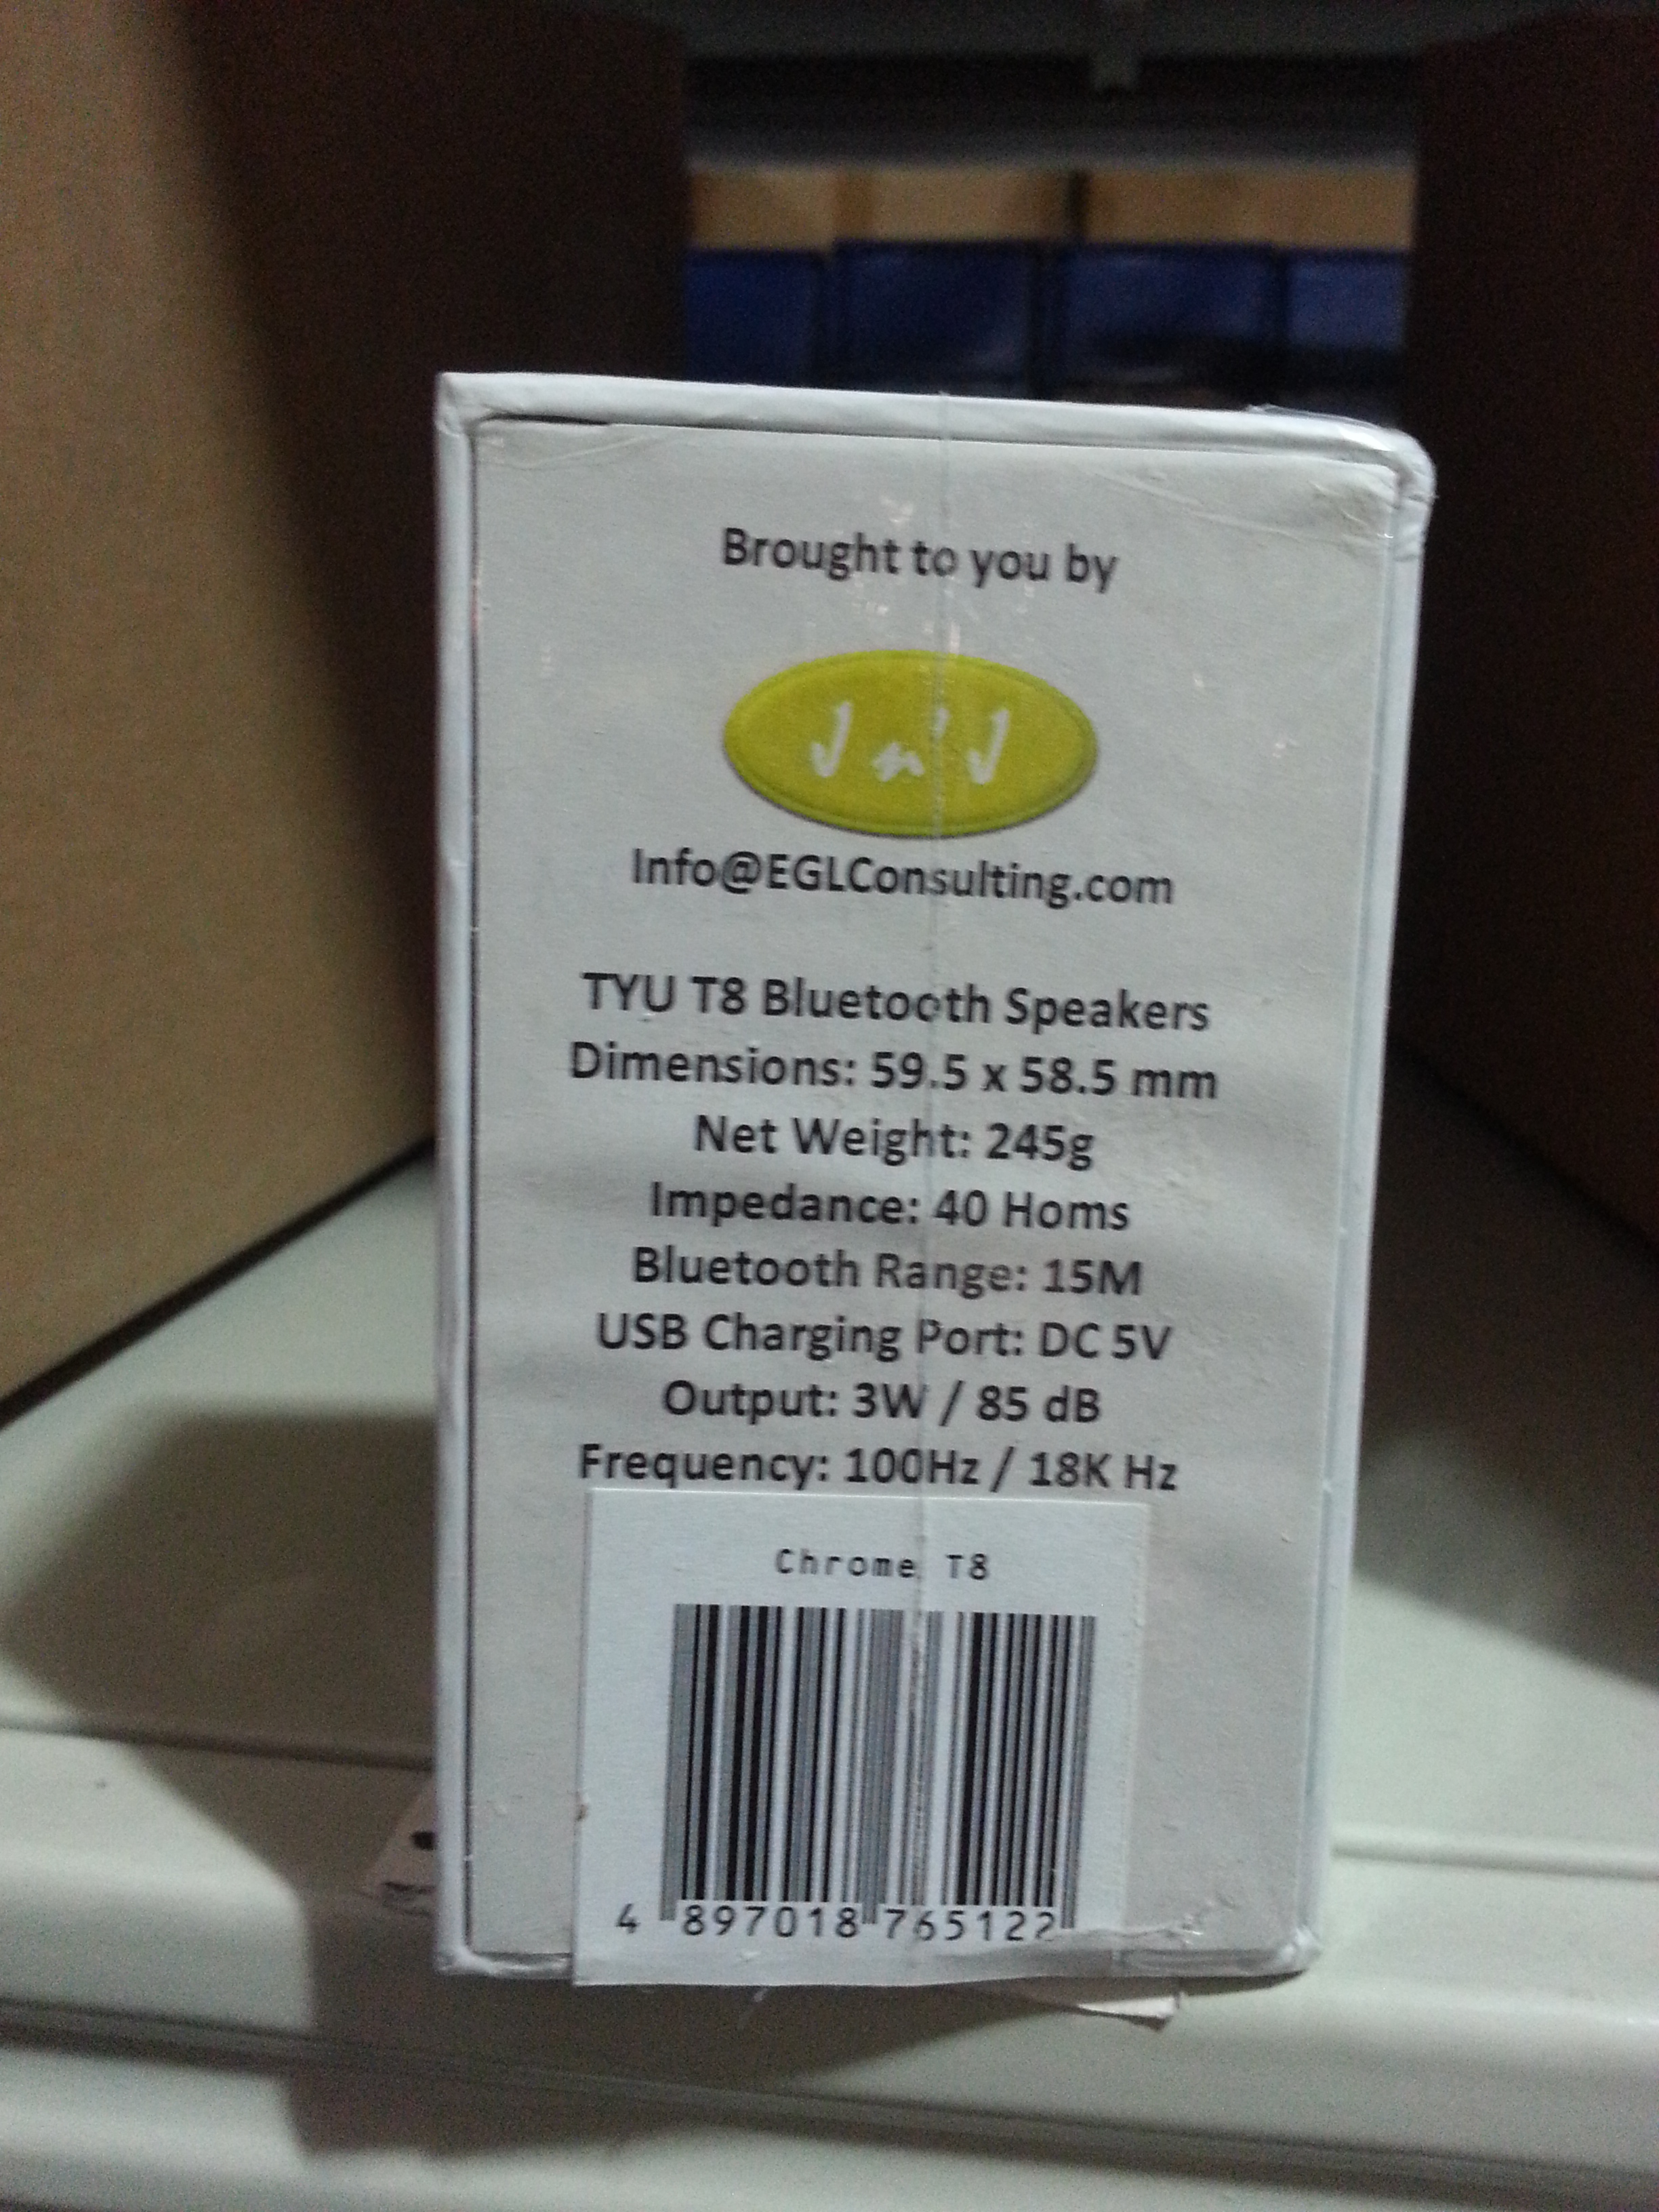 Brought to you by
J n' J
Info@EGLConsulting.com
TYU T8 Bluetooth Speakers
Dimensions: 59.5 x 58.5 mm
Net Weight: 245g
Impedance: 40 Homs
Bluetooth Range: 15M
USB Charging Port: DC 5V
Output: 3W / 85 dB
Frequency: 100Hz / 18K Hz
Chrome T8
4 897018 765122